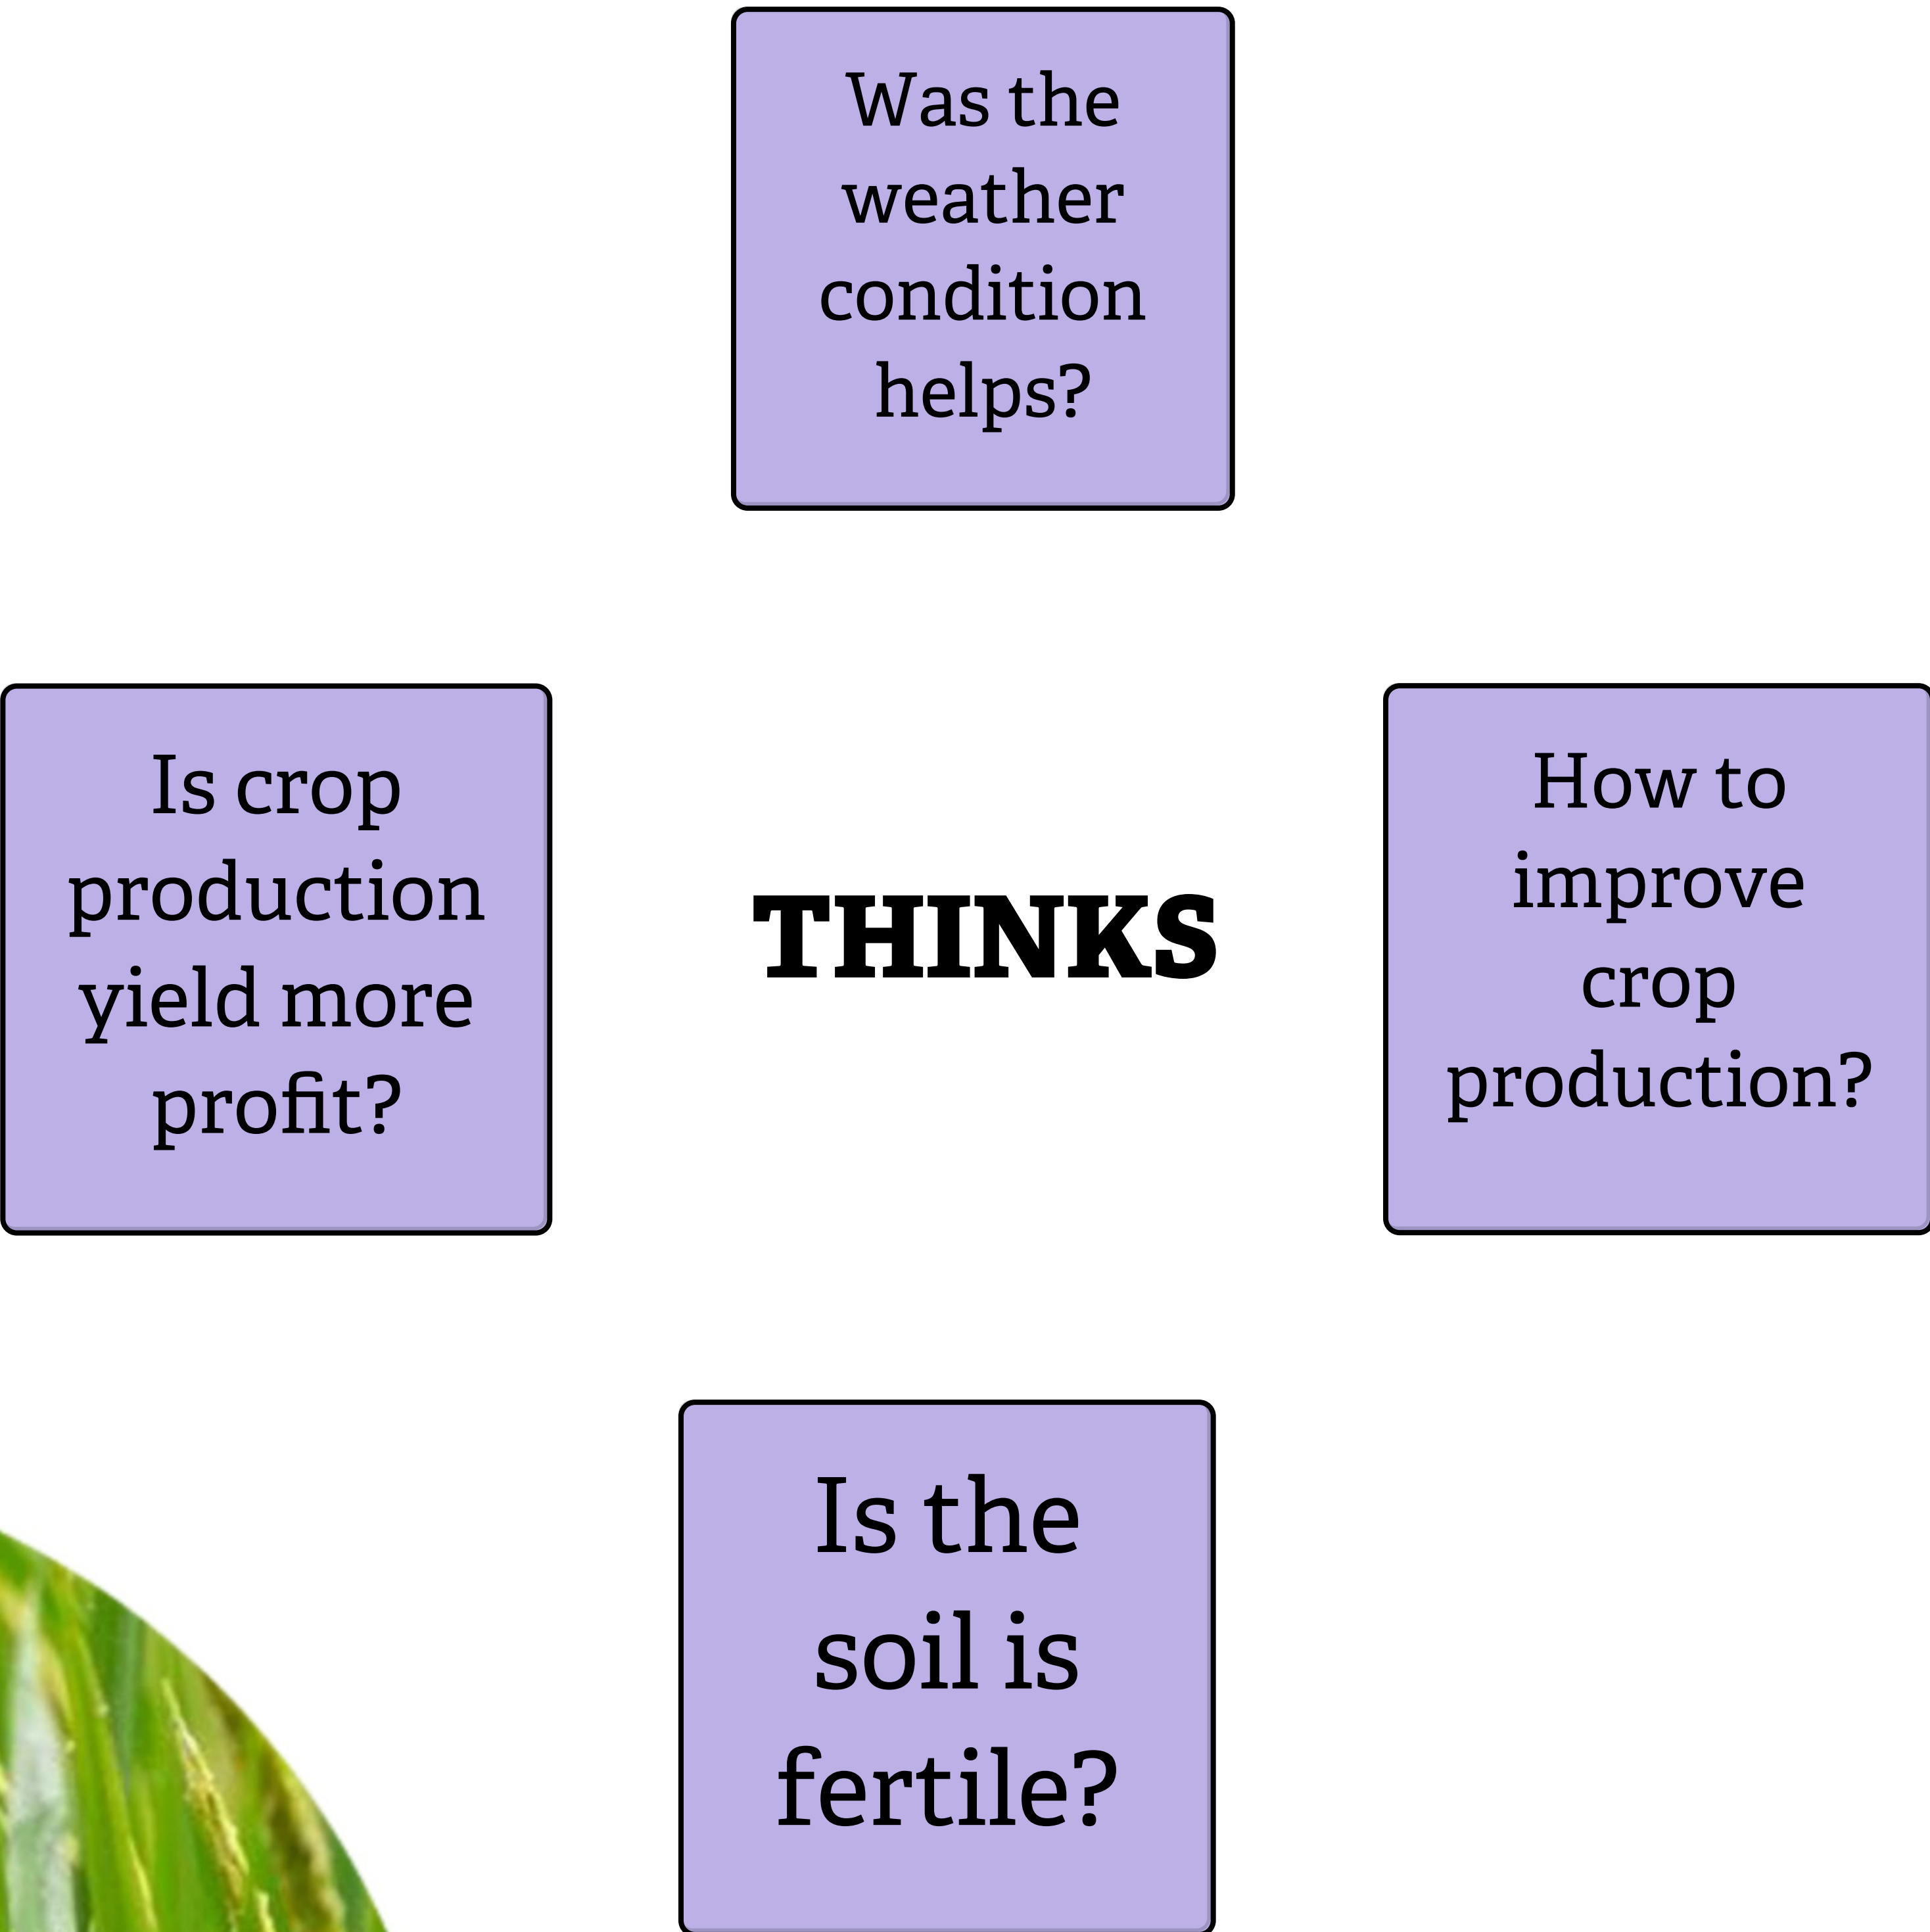 Was the
weather
condition
helps?
Is crop
production
yield more
profit?
THINKS
How to
improve
crop
production?
Is the
soil is
fertile?